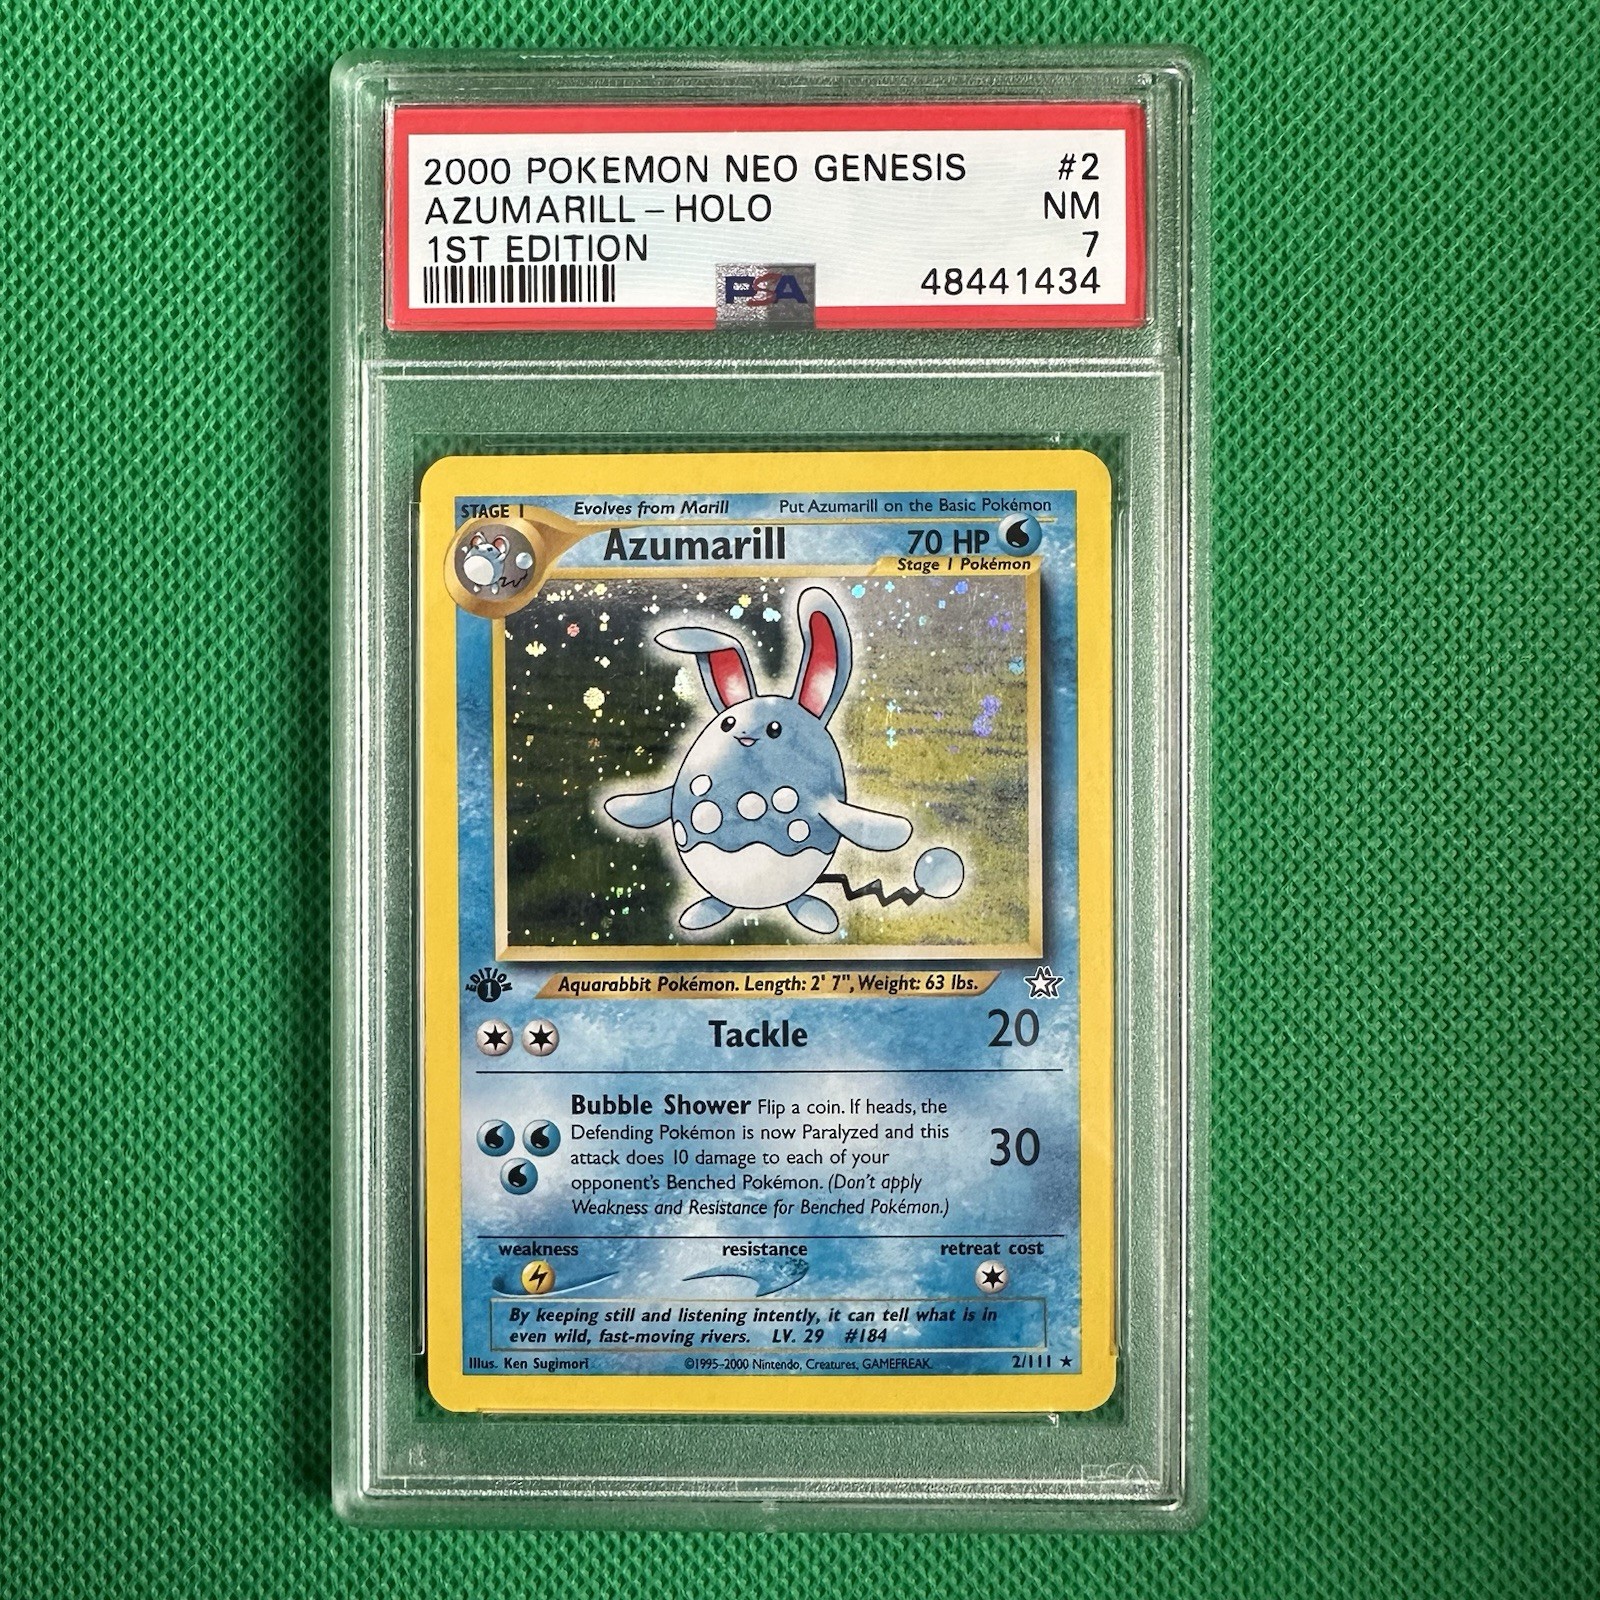 2000 POKEMON NEO GENESIS #2
AZUMARILL - HOLO NM
1ST EDITION 7
PSA 48441434
STAGE 1 Evolves from Marill Put Azumarill on the Basic Pokémon
Azumarill 70 HP
Stage 1 Pokémon
EDITION 1
Aquarabbit Pokémon. Length: 2' 7", Weight: 63 lbs.
Tackle 20
Bubble Shower Flip a coin. If heads, the
Defending Pokémon is now Paralyzed and this
attack does 10 damage to each of your
opponent's Benched Pokémon. (Don't apply
Weakness and Resistance for Benched Pokémon.)
30
weakness resistance retreat cost
By keeping still and listening intently, it can tell what is in
even wild, fast-moving rivers. LV. 29 #184
Illus. Ken Sugimori ©1995-2000 Nintendo, Creatures, GAMEFREAK. 2/111 ★
PSA